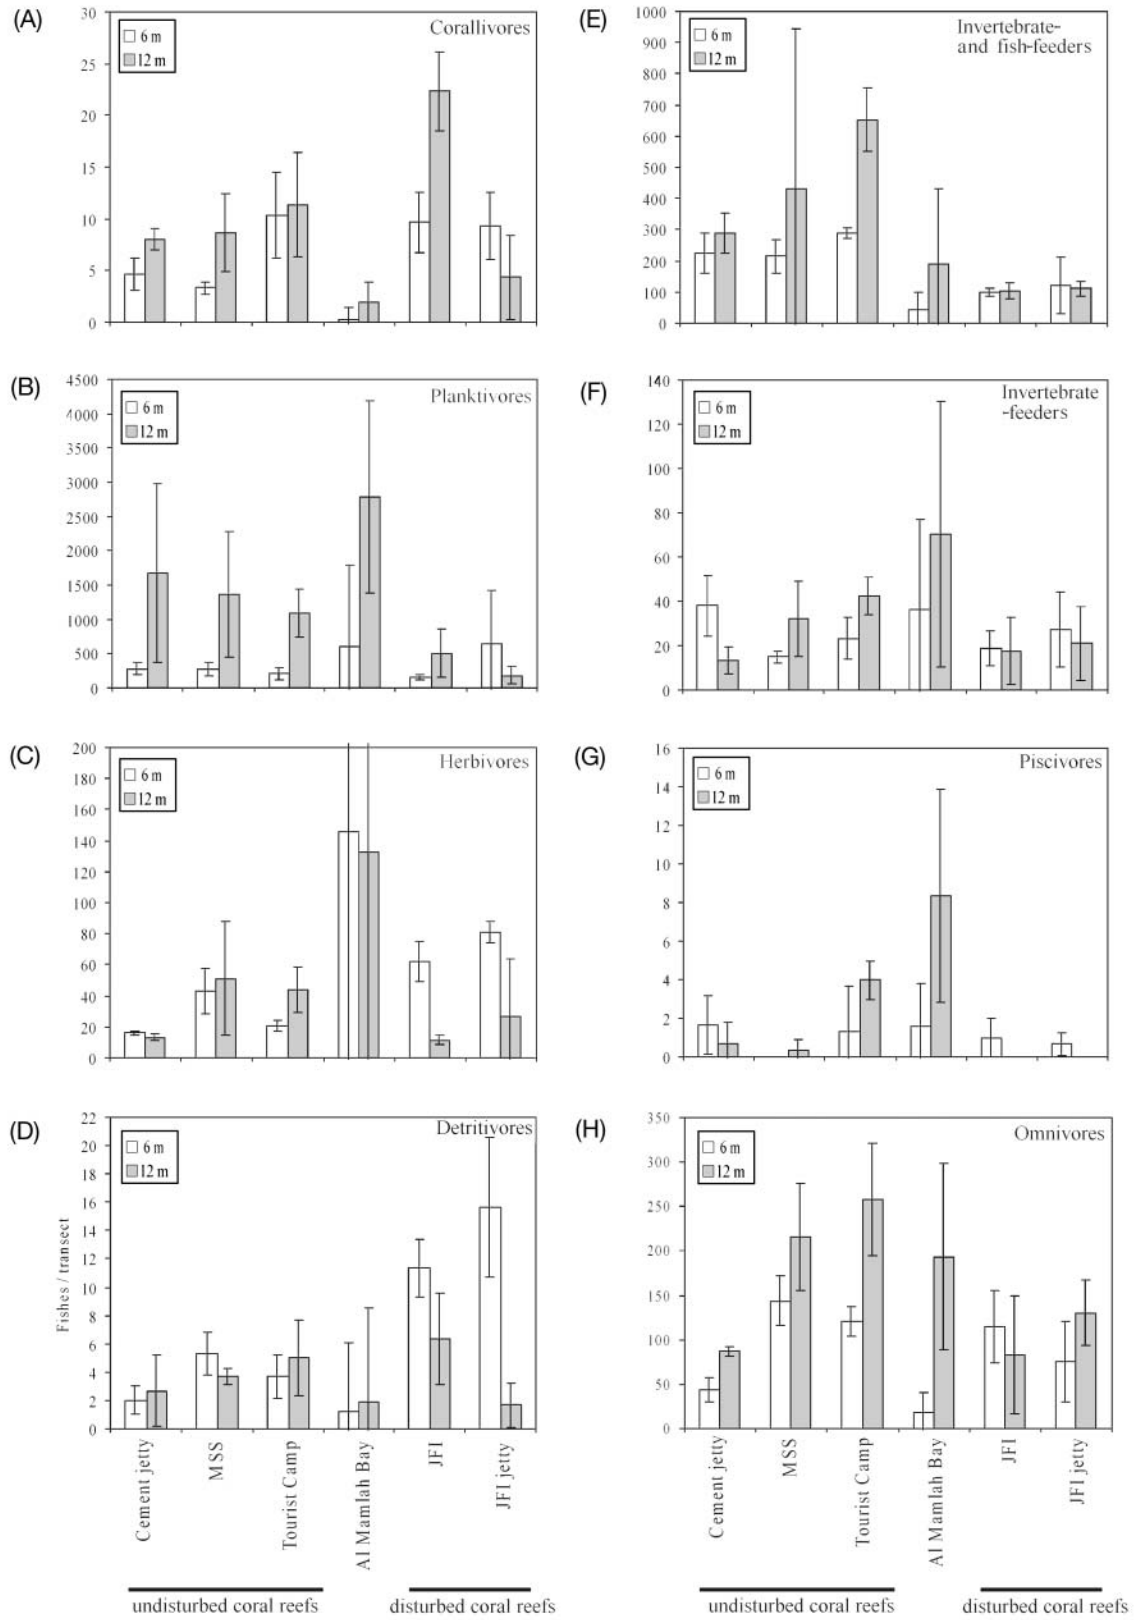 (A)
Corallivores
6 m
12 m
30
25
20
15
10
5
0
(B)
Planktivores
6 m
12 m
4500
4000
3500
3000
2500
2000
1500
1000
500
0
(C)
Herbivores
6 m
12 m
200
180
160
140
120
100
80
60
40
20
0
(D)
Detritivores
6 m
12 m
22
20
18
16
14
12
10
8
6
4
2
0
Fishes / transect
Cement jetty
MSS
Tourist Camp
Al Mamlah Bay
JFI
JFI jetty
undisturbed coral reefs
disturbed coral reefs
(E)
Invertebrate-
and fish-feeders
6 m
12 m
1000
900
800
700
600
500
400
300
200
100
0
(F)
Invertebrate
-feeders
6 m
12 m
140
120
100
80
60
40
20
0
(G)
Piscivores
6 m
12 m
16
14
12
10
8
6
4
2
0
(H)
Omnivores
6 m
12 m
350
300
250
200
150
100
50
0
Cement jetty
MSS
Tourist Camp
Al Mamlah Bay
JFI
JFI jetty
undisturbed coral reefs
disturbed coral reefs